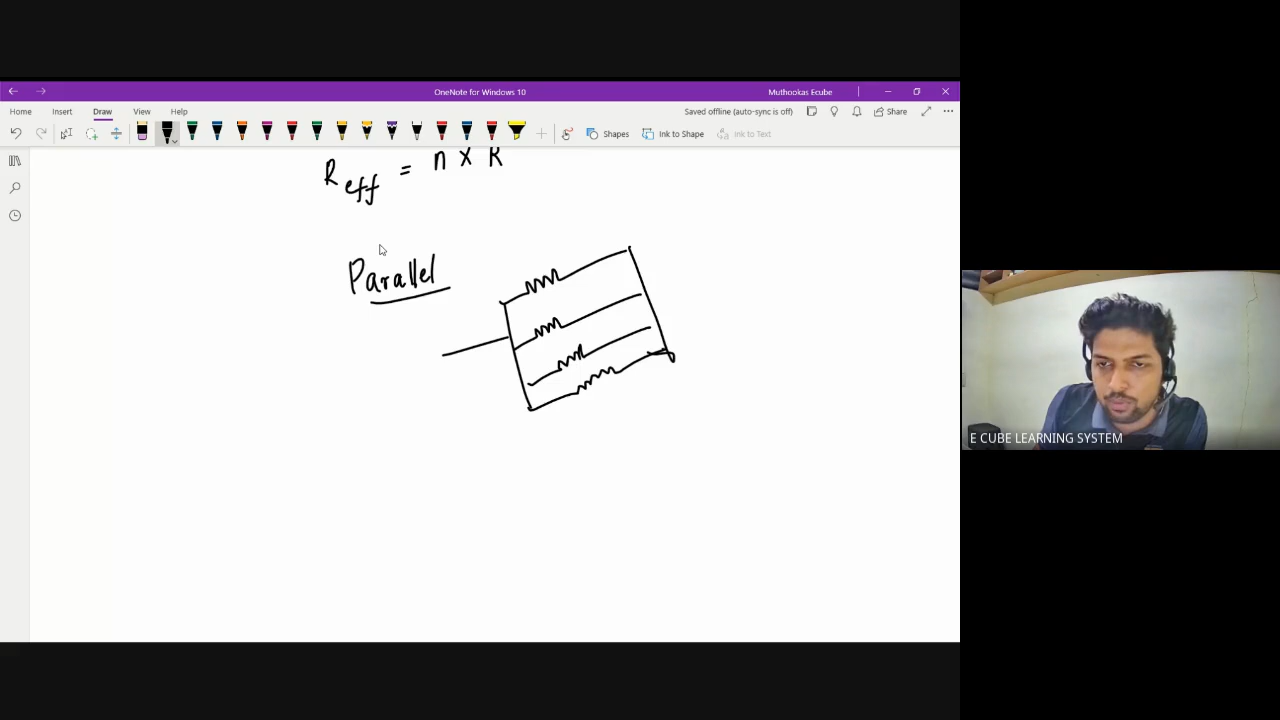 OneNote for Windows 10
Muthookas Ecube
Home Insert Draw View Help
Saved offline (auto-sync is off)
Share
Shapes
Ink to Shape
Ink to Text
R eff = n x R
Parallel
E CUBE LEARNING SYSTEM